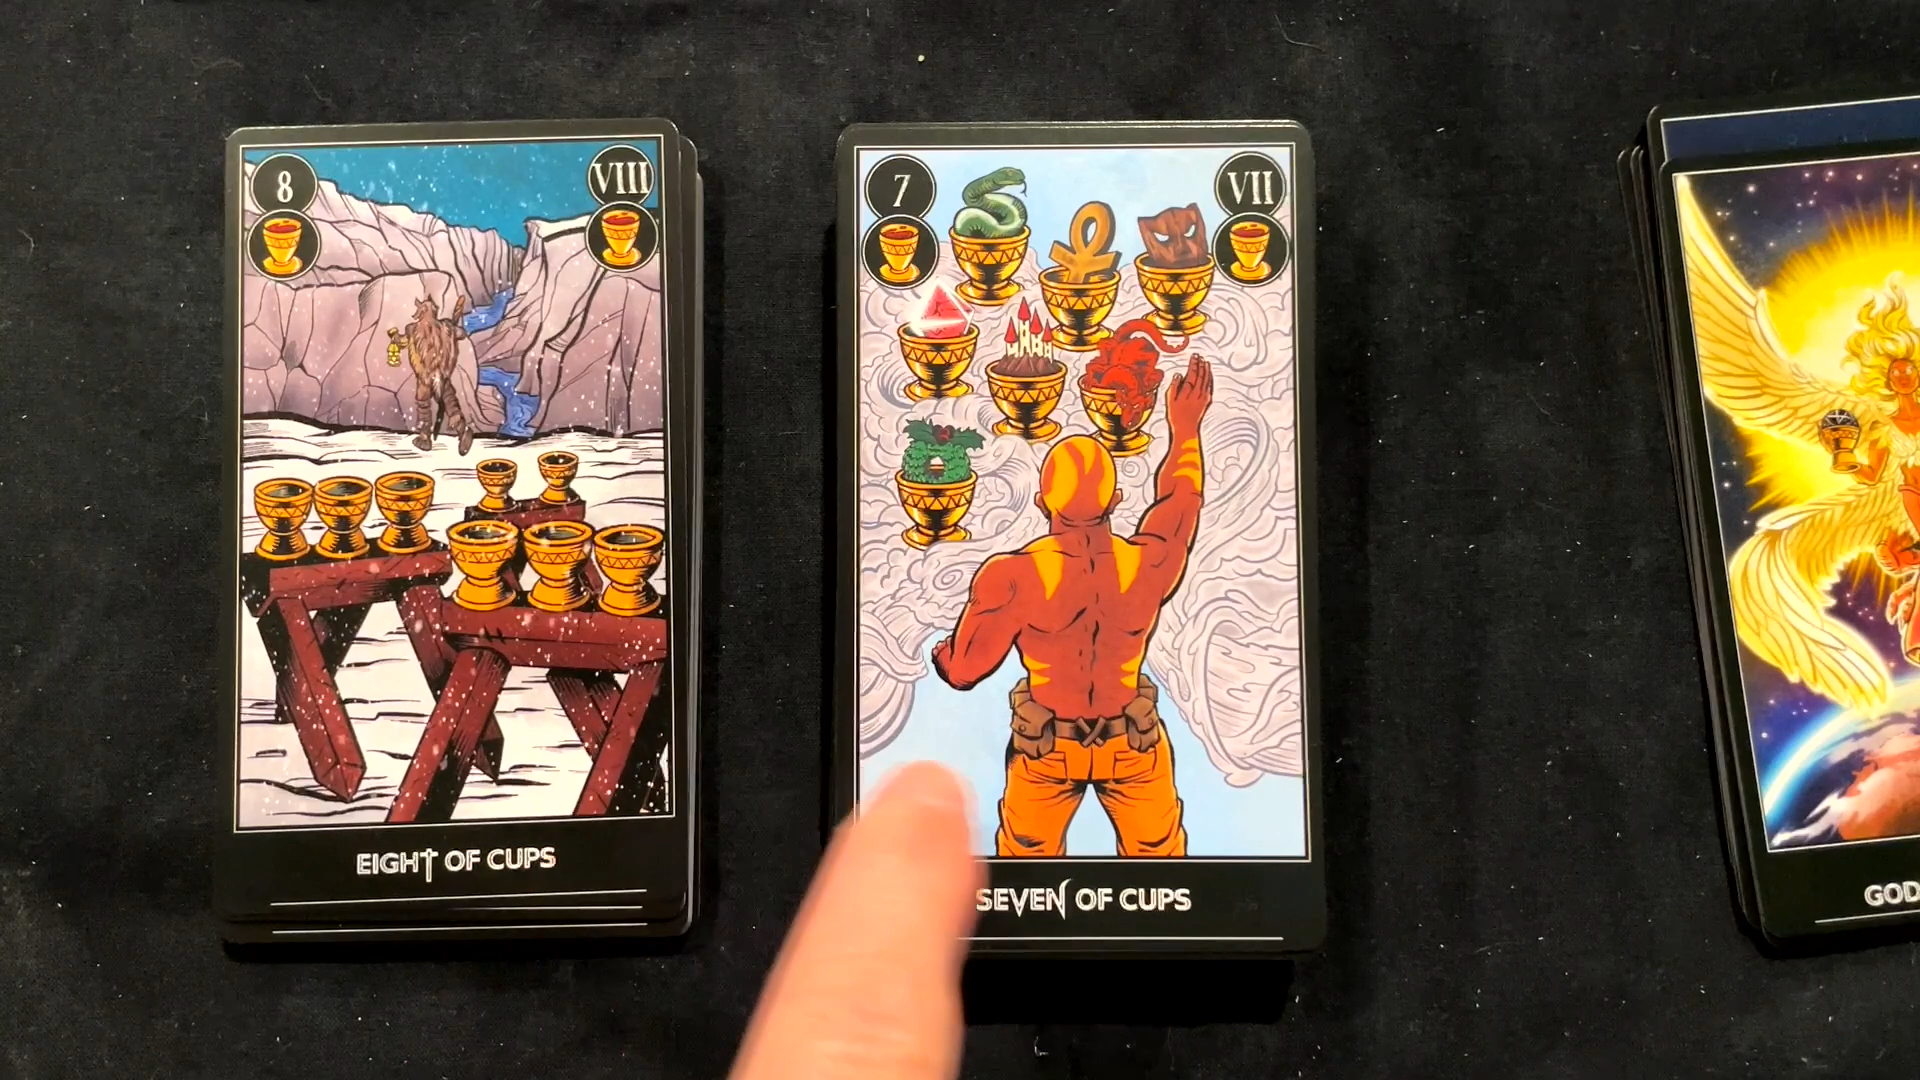 8
VIII
EIGHT OF CUPS
7
VII
SEVEN OF CUPS
GOD